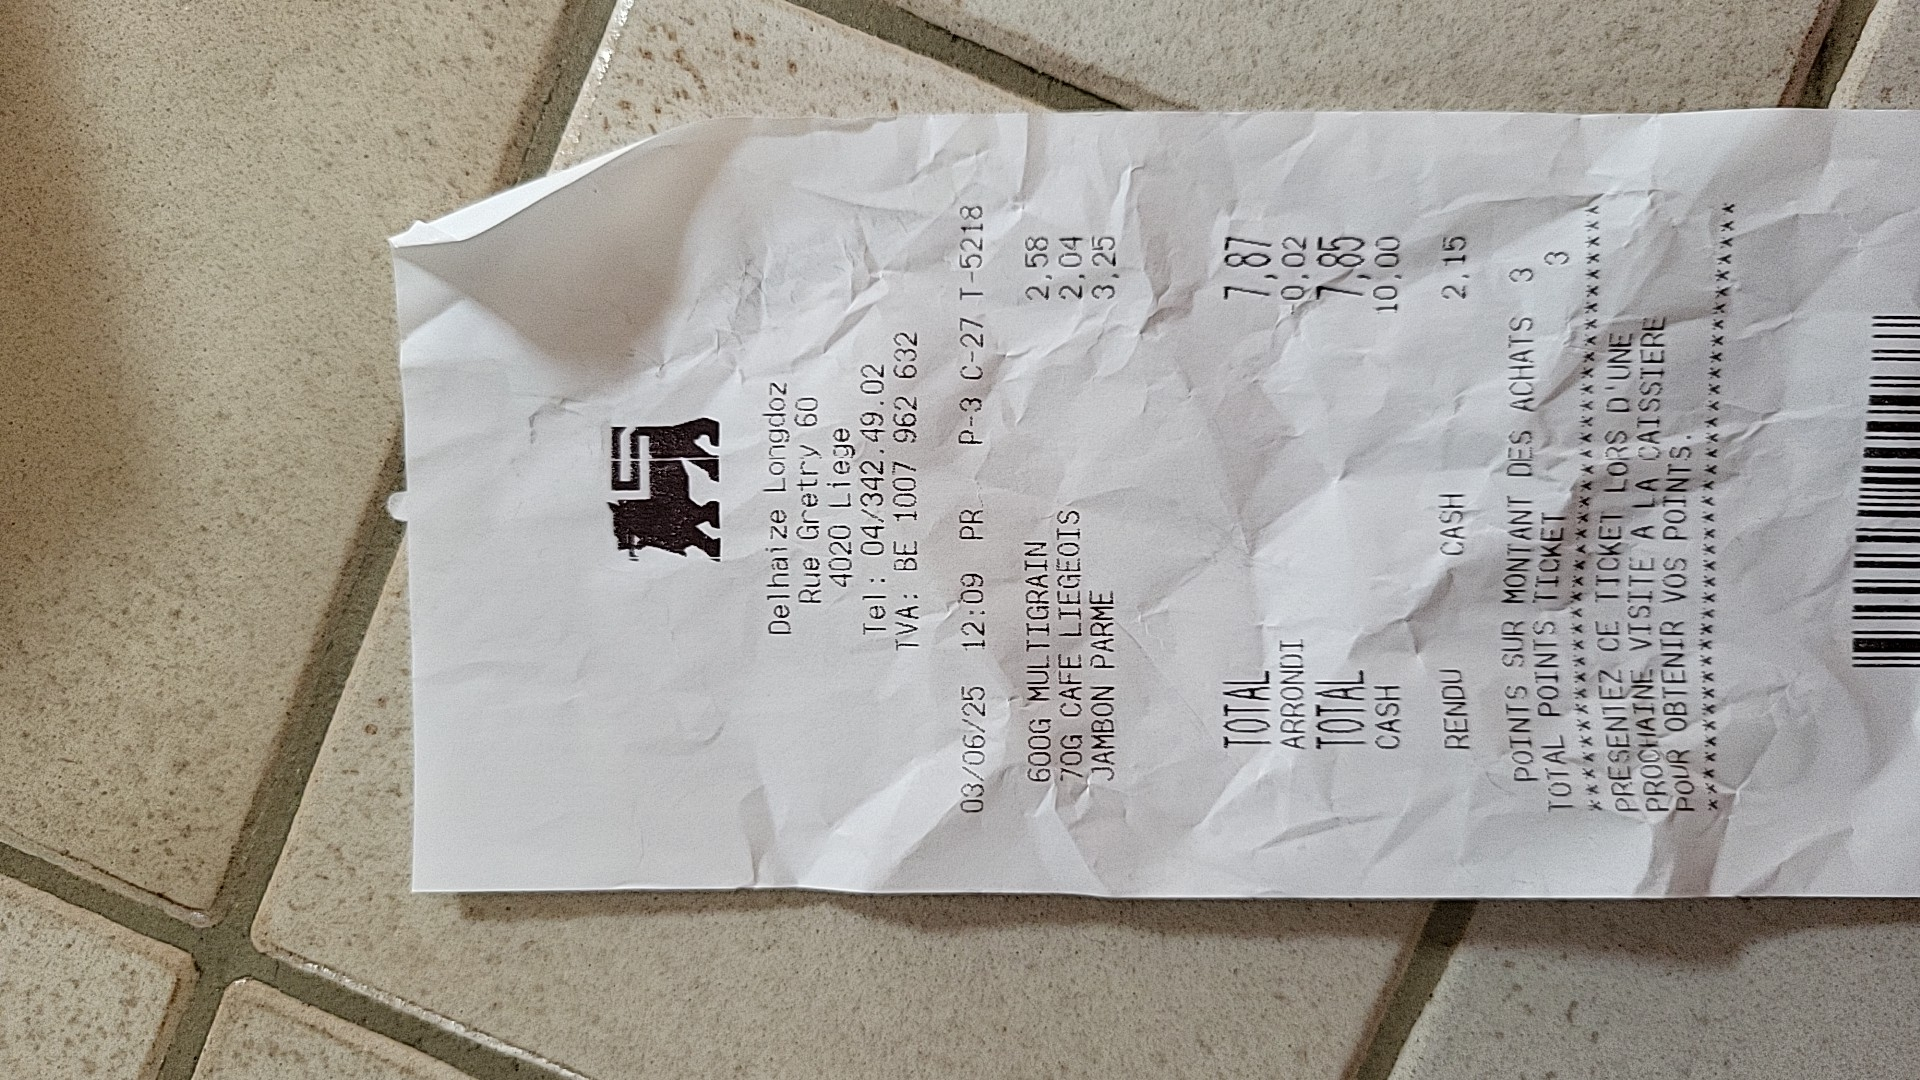 Delhaize Longdoz
Rue Gretry 60
4020 Liege
Tel : 04/342.49.02
TVA: BE 1007 962 632
03/06/25 12:09 PR P-3 C-27 T-5218
600G MULTIGRAIN 2,58
70G CAFE LIEGEOIS 2,04
JAMBON PARME 3,25
TOTAL 7,87
ARRONDI -0,02
TOTAL 7,85
CASH 10,00
RENDU CASH 2,15
POINTS SUR MONTANT DES ACHATS 3
TOTAL POINTS TICKET 3
****************************************
PRESENTEZ CE TICKET LORS D'UNE
PROCHAINE VISITE A LA CAISSIERE
POUR OBTENIR VOS POINTS.
****************************************